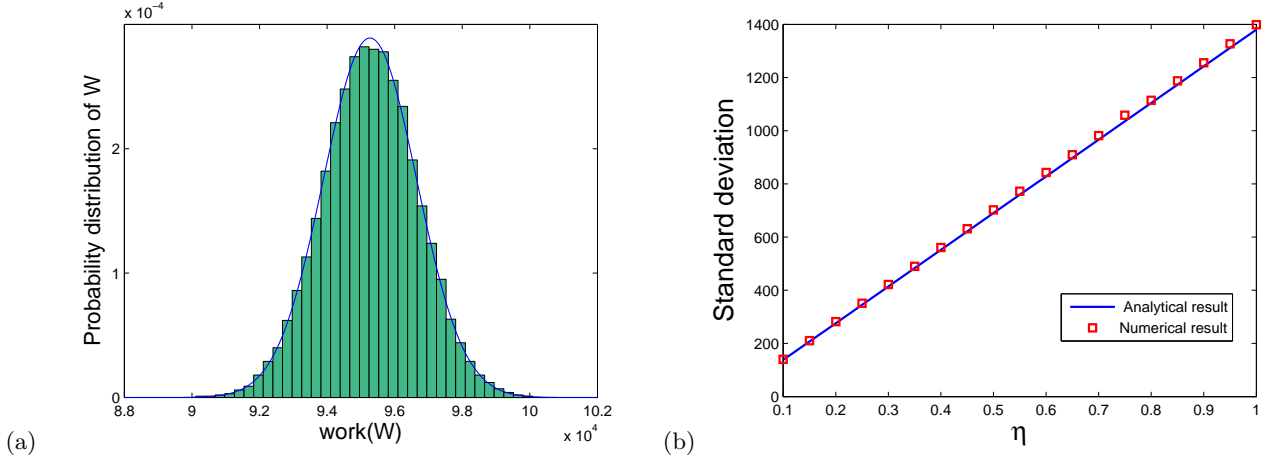 x 10⁻⁴
Probability distribution of W
4
2
0
8.8
9
9.2
9.4
9.6
9.8
10
10.2
x 10⁴
work(W)
(a)
Standard deviation
1400
1200
1000
800
600
400
200
0
0.1
0.2
0.3
0.4
0.5
0.6
0.7
0.8
0.9
1
η
Analytical result
Numerical result
(b)